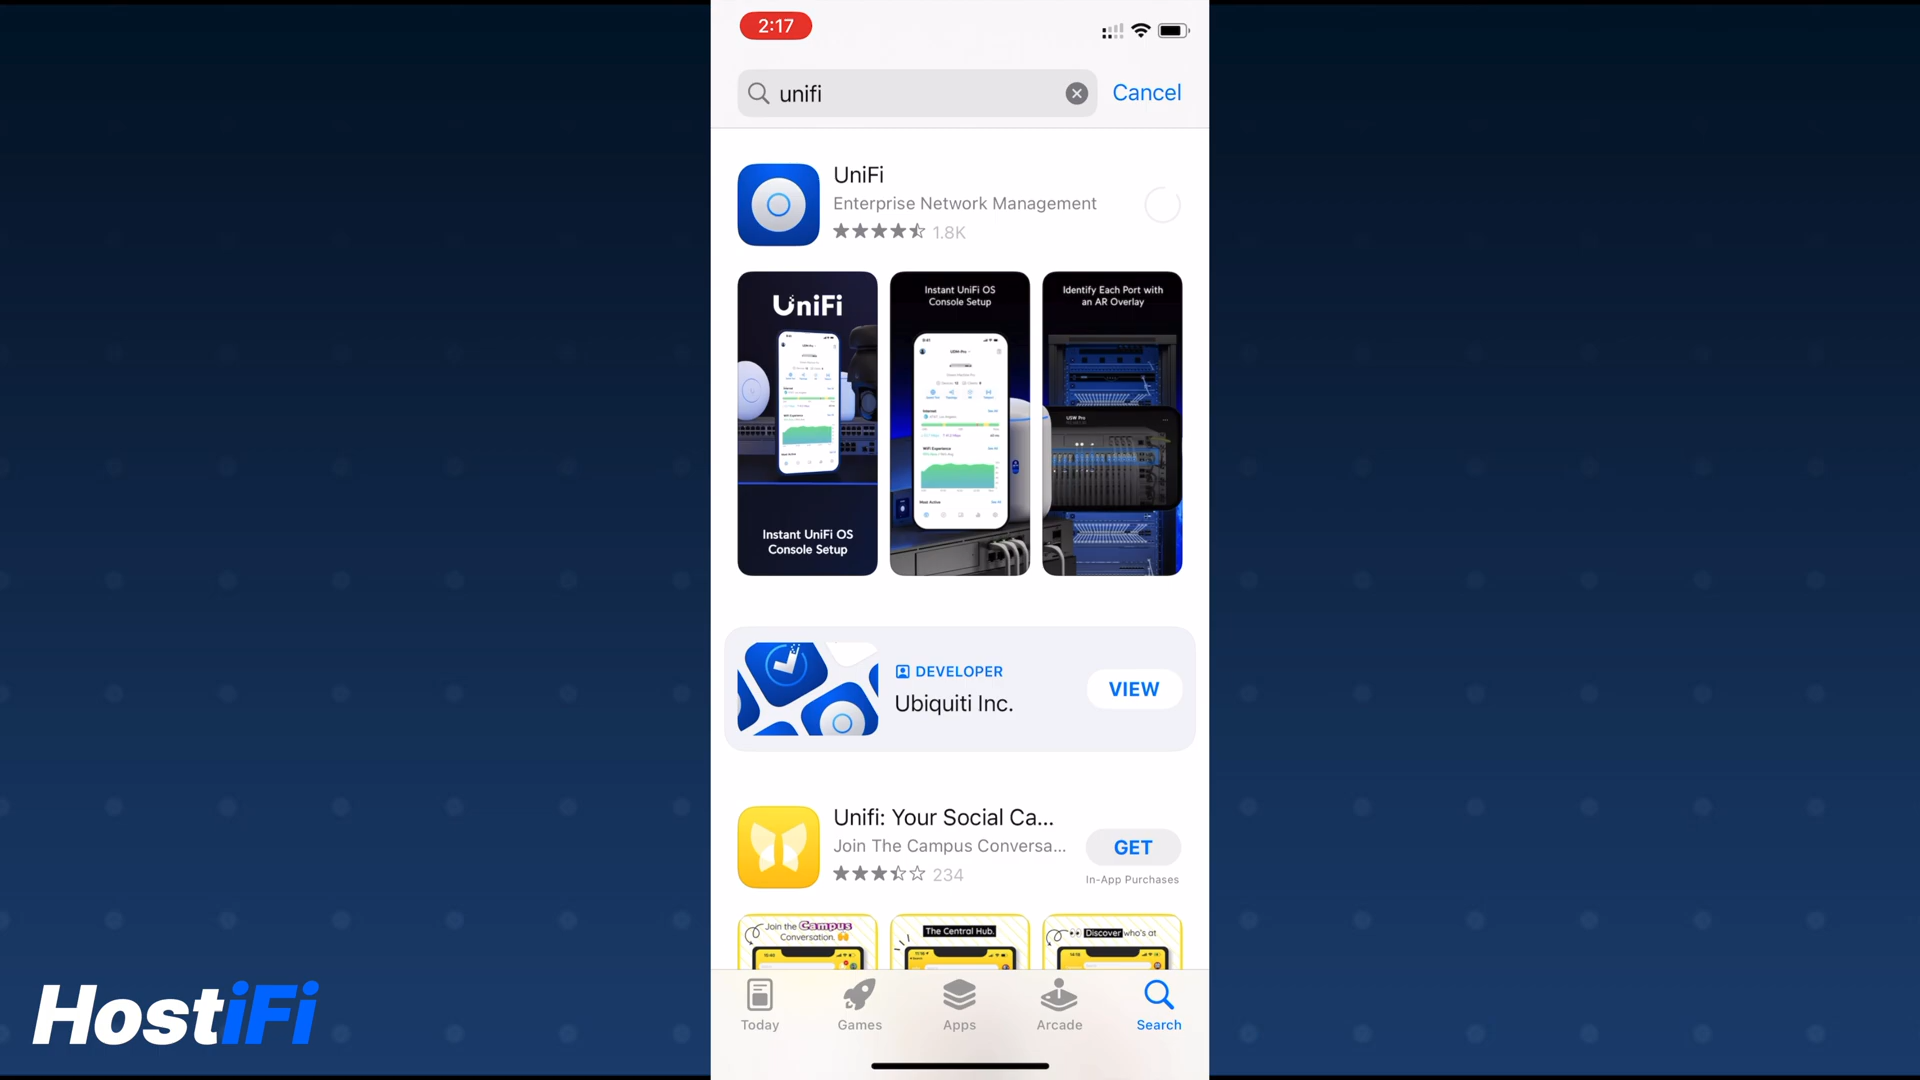 2:17
unifi
Cancel
UniFi
Enterprise Network Management
1.8K
UniFi
Instant UniFi OS
Console Setup
Instant UniFi OS
Console Setup
Identify Each Port with
an AR Overlay
USW Pro
DEVELOPER
Ubiquiti Inc.
VIEW
Unifi: Your Social Ca...
Join The Campus Conversa...
234
GET
In-App Purchases
Join the Campus
Conversation.
The Central Hub.
Discover who's at
Today
Games
Apps
Arcade
Search
HostiFi